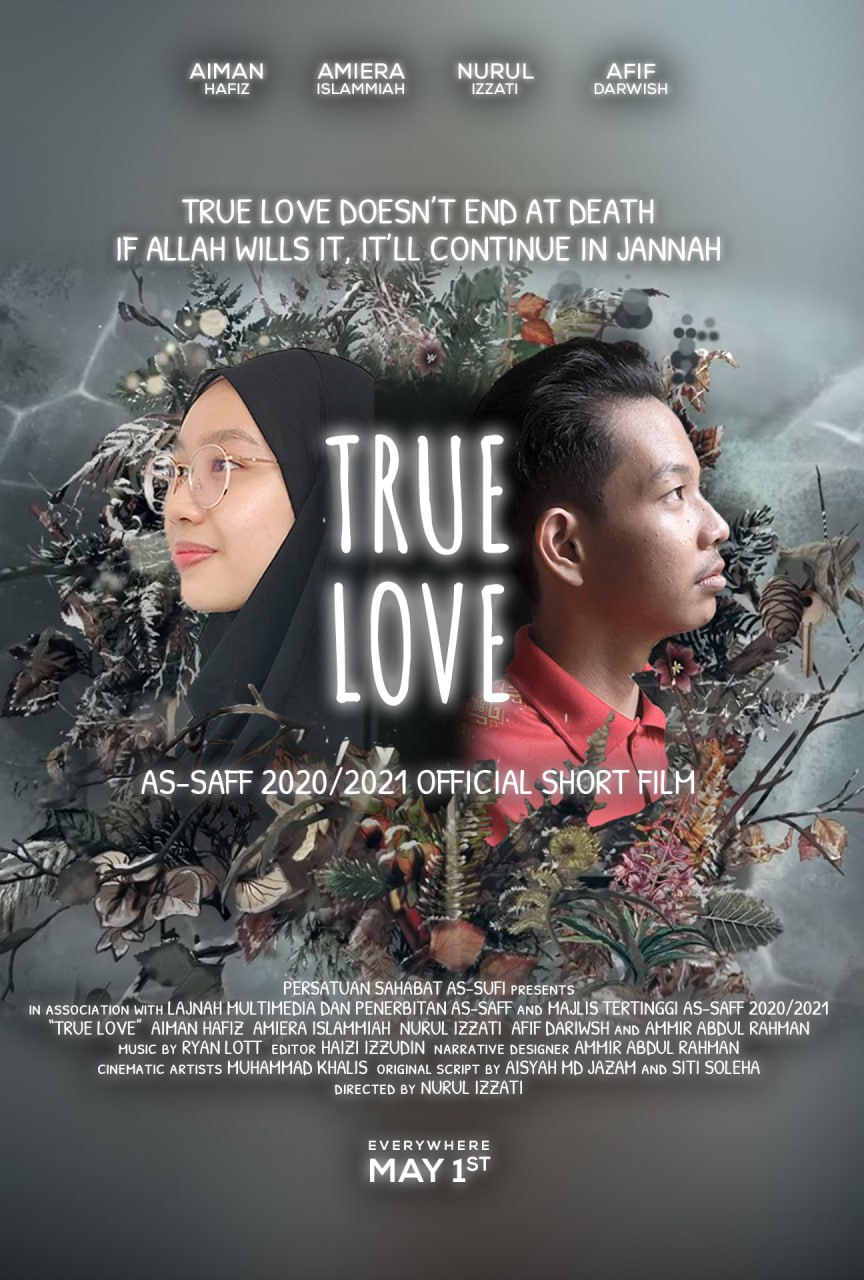 AIMAN AMIERA NURUL AFIF
HAFIZ ISLAMMIAH IZZATI DARWISH
TRUE LOVE DOESN'T END AT DEATH
IF ALLAH WILLS IT, IT'LL CONTINUE IN JANNAH
TRUE
LOVE
AS-SAFF 2020/2021 OFFICIAL SHORT FILM
PERSATUAN SAHABAT AS-SUFI PRESENTS
IN ASSOCIATION WITH LAJNAH MULTIMEDIA DAN PENERBITAN AS-SAFF AND MAJLIS TERTINGGI AS-SAFF 2020/2021
"TRUE LOVE" AIMAN HAFIZ AMIERA ISLAMMIAH NURUL IZZATI AFIF DARIWSH AND AMMIR ABDUL RAHMAN
MUSIC BY RYAN LOTT EDITOR HAIZI IZZUDIN NARRATIVE DESIGNER AMMIR ABDUL RAHMAN
CINEMATIC ARTISTS MUHAMMAD KHALIS ORIGINAL SCRIPT BY AISYAH MD JAZAM AND SITI SOLEHA
DIRECTED BY NURUL IZZATI
EVERYWHERE
MAY 1ST